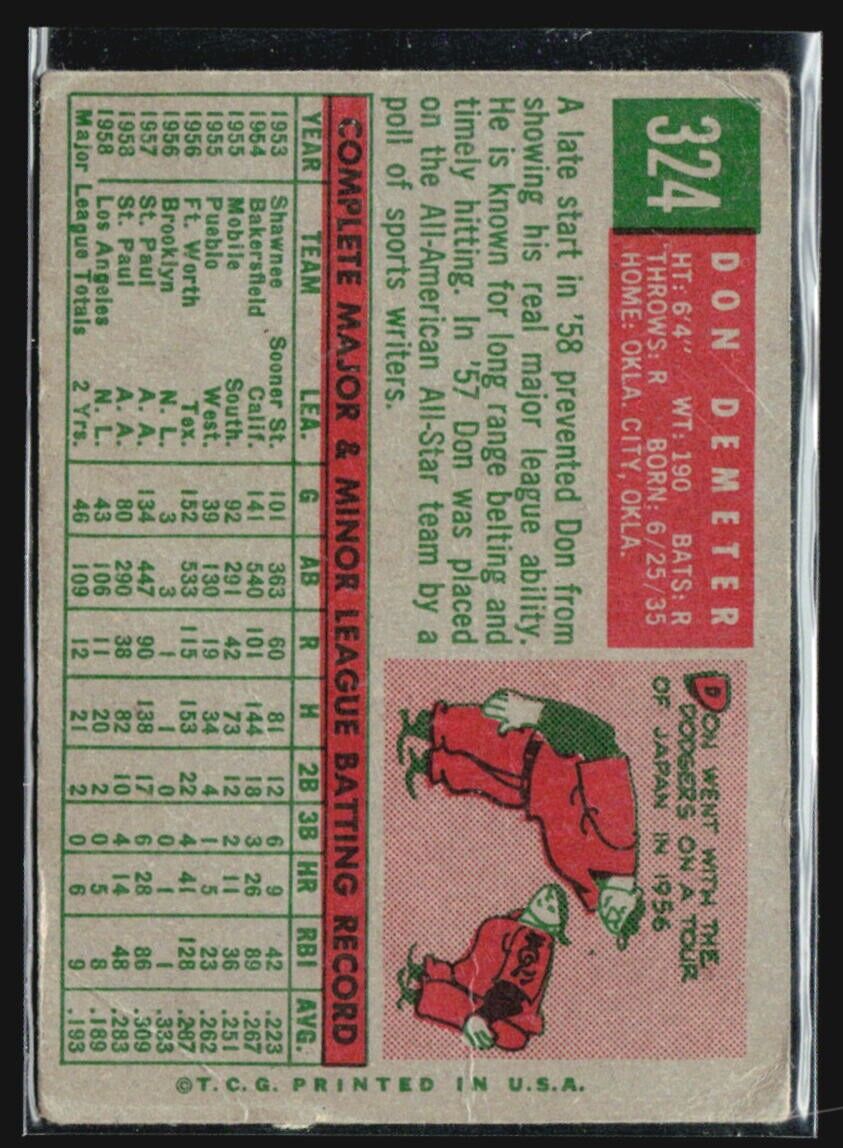 324
DON DEMETER
HT: 6'4" WT: 190 BATS: R
THROWS: R BORN: 6/25/35
HOME: OKLA. CITY, OKLA.
A late start in '58 prevented Don from
showing his real major league ability.
He is known for long range belting and
timely hitting. In '57 Don was placed
on the All-American All-Star team by a
poll of sports writers.
DON WENT WITH THE
DODGERS ON A TOUR
OF JAPAN IN 1956
COMPLETE MAJOR & MINOR LEAGUE BATTING RECORD
YEAR TEAM LEA. G AB R H 2B 3B HR RBI AVG.
1953 Shawnee Sooner St. 101 363 60 81 12 6 9 42 .223
1954 Bakersfield Calif. 141 540 101 144 18 3 26 89 .267
1955 Mobile South. 92 291 42 73 12 2 11 36 .251
1955 Pueblo West. 39 130 19 34 4 1 5 23 .262
1956 Ft. Worth Tex. 152 533 115 153 22 4 41 128 .287
1956 Brooklyn N. L. 3 3 1 1 0 0 1 1 .333
1957 St. Paul A. A. 134 447 90 138 17 6 28 86 .309
1958 St. Paul A. A. 80 290 38 82 10 4 14 48 .283
1958 Los Angeles N. L. 43 106 11 20 2 0 5 8 .189
Major League Totals 2 Yrs. 46 109 12 21 2 0 6 9 .193
©T.C.G. PRINTED IN U.S.A.